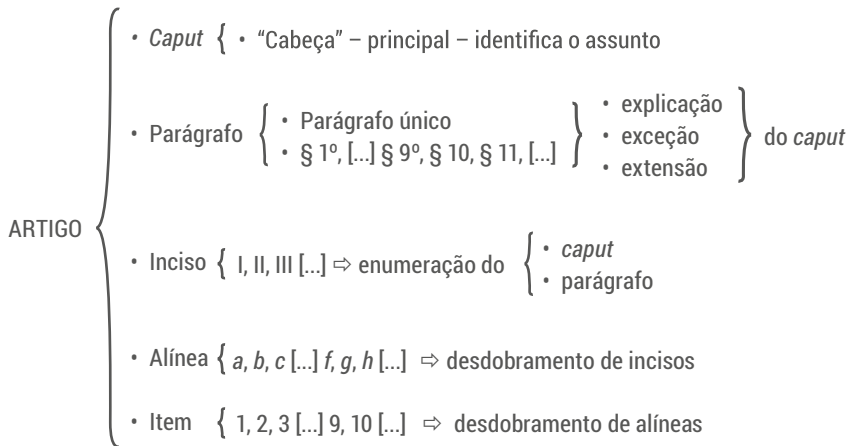 • Caput { • “Cabeça” – principal – identifica o assunto
• Parágrafo { • Parágrafo único
• § 1º, [...] § 9º, § 10, § 11, [...] }
• explicação
• exceção
• extensão
} do caput
ARTIGO {
• Inciso { I, II, III [...] ⇨ enumeração do {
• caput
• parágrafo
• Alínea { a, b, c [...] f, g, h [...] ⇨ desdobramento de incisos
• Item { 1, 2, 3 [...] 9, 10 [...] ⇨ desdobramento de alíneas